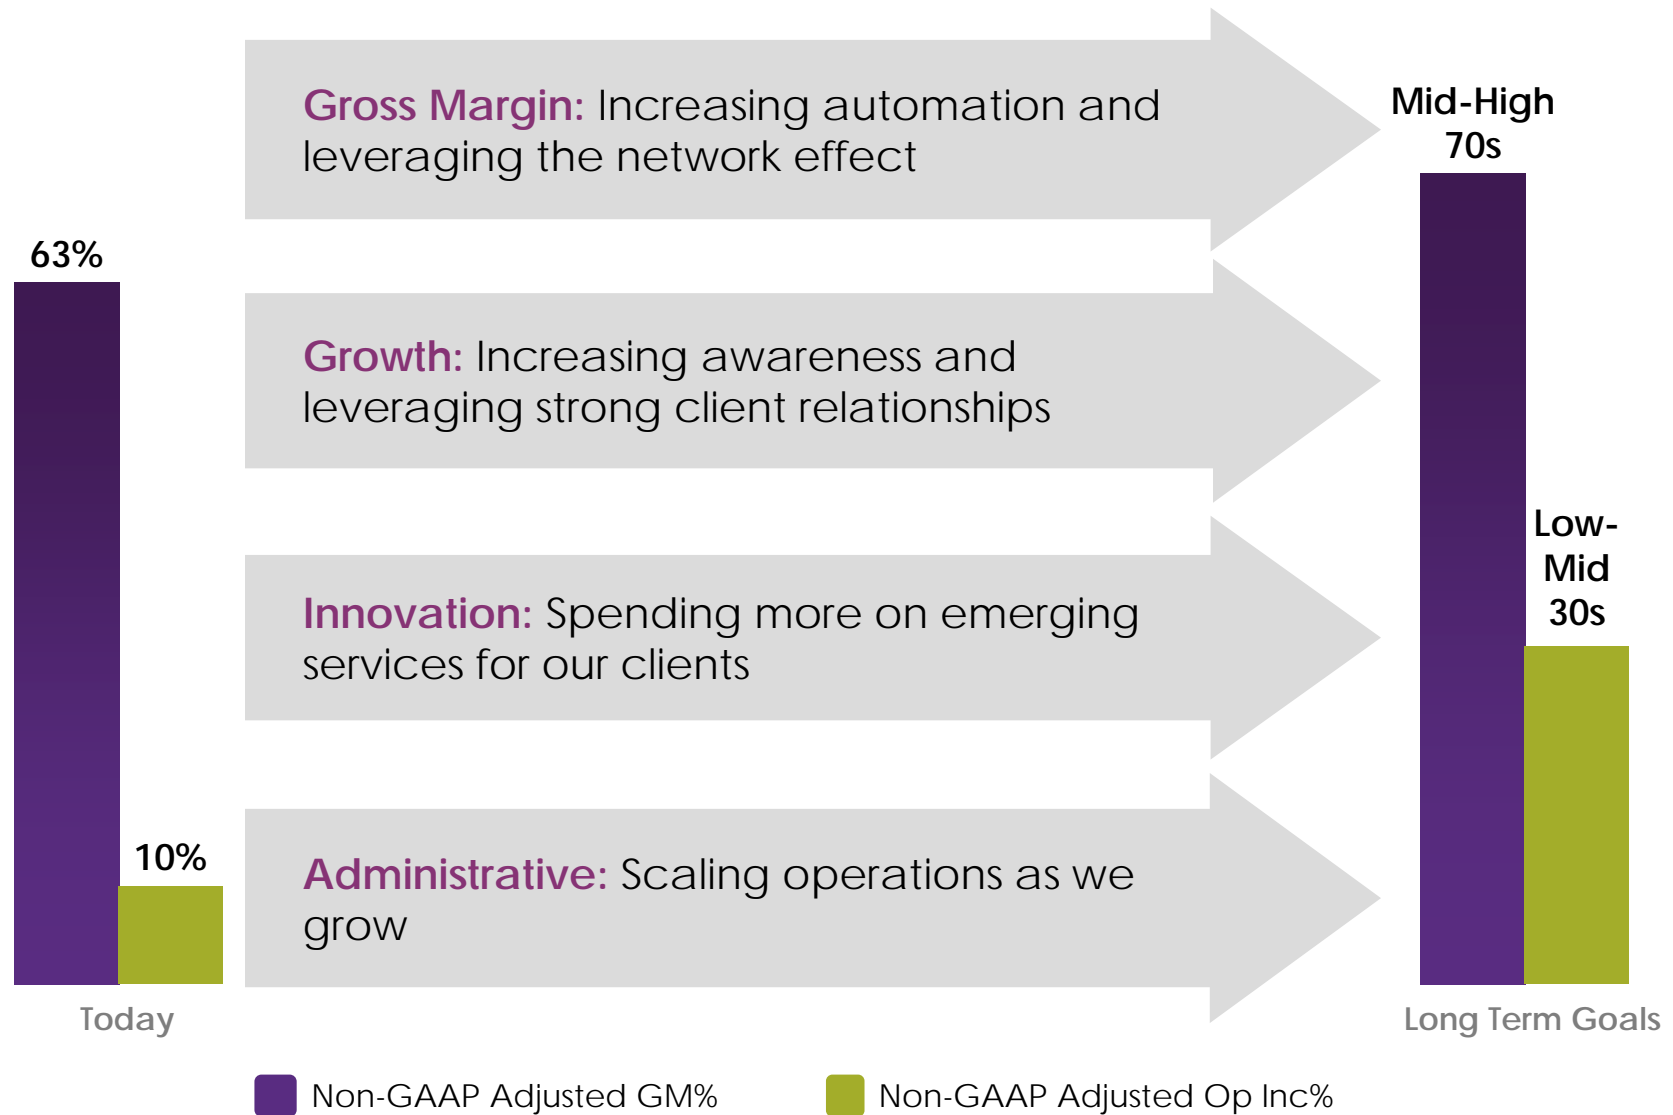 63%
10%
Today
Gross Margin: Increasing automation and
leveraging the network effect
Growth: Increasing awareness and
leveraging strong client relationships
Innovation: Spending more on emerging
services for our clients
Administrative: Scaling operations as we
grow
Mid-High
70s
Low-
Mid
30s
Long Term Goals
Non-GAAP Adjusted GM%
Non-GAAP Adjusted Op Inc%